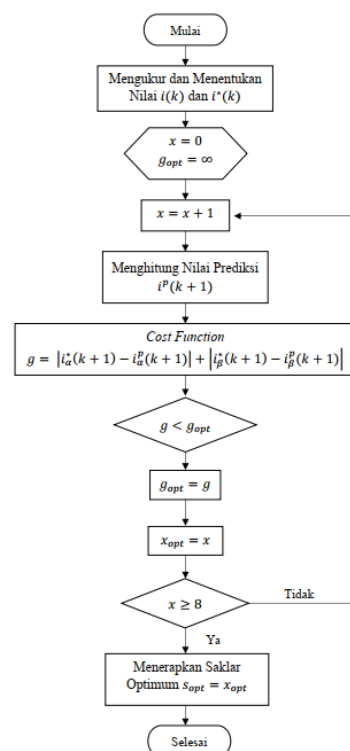 Mulai
Mengukur dan Menentukan
Nilai i(k) dan i*(k)
x = 0
g_opt = ∞
x = x + 1
Menghitung Nilai Prediksi
i^p(k + 1)
Cost Function
g = |i*_α(k + 1) − i^p_α(k + 1)| + |i*_β(k + 1) − i^p_β(k + 1)|
g < g_opt
g_opt = g
x_opt = x
x ≥ 8
Tidak
Ya
Menerapkan Saklar
Optimum s_opt = x_opt
Selesai